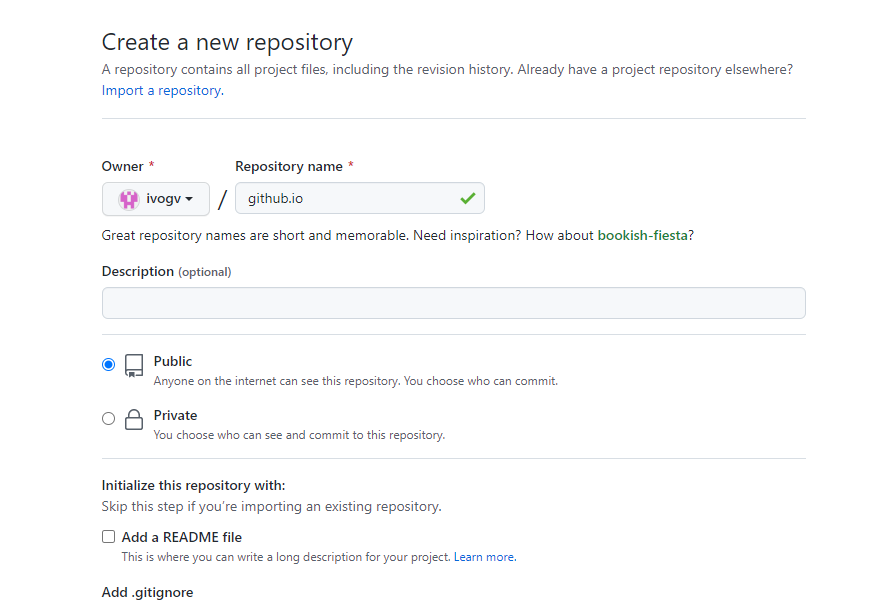 Create a new repository
A repository contains all project files, including the revision history. Already have a project repository elsewhere?
Import a repository.
Owner * Repository name *
ivogv / github.io
Great repository names are short and memorable. Need inspiration? How about bookish-fiesta?
Description (optional)
Public
Anyone on the internet can see this repository. You choose who can commit.
Private
You choose who can see and commit to this repository.
Initialize this repository with:
Skip this step if you're importing an existing repository.
Add a README file
This is where you can write a long description for your project. Learn more.
Add .gitignore